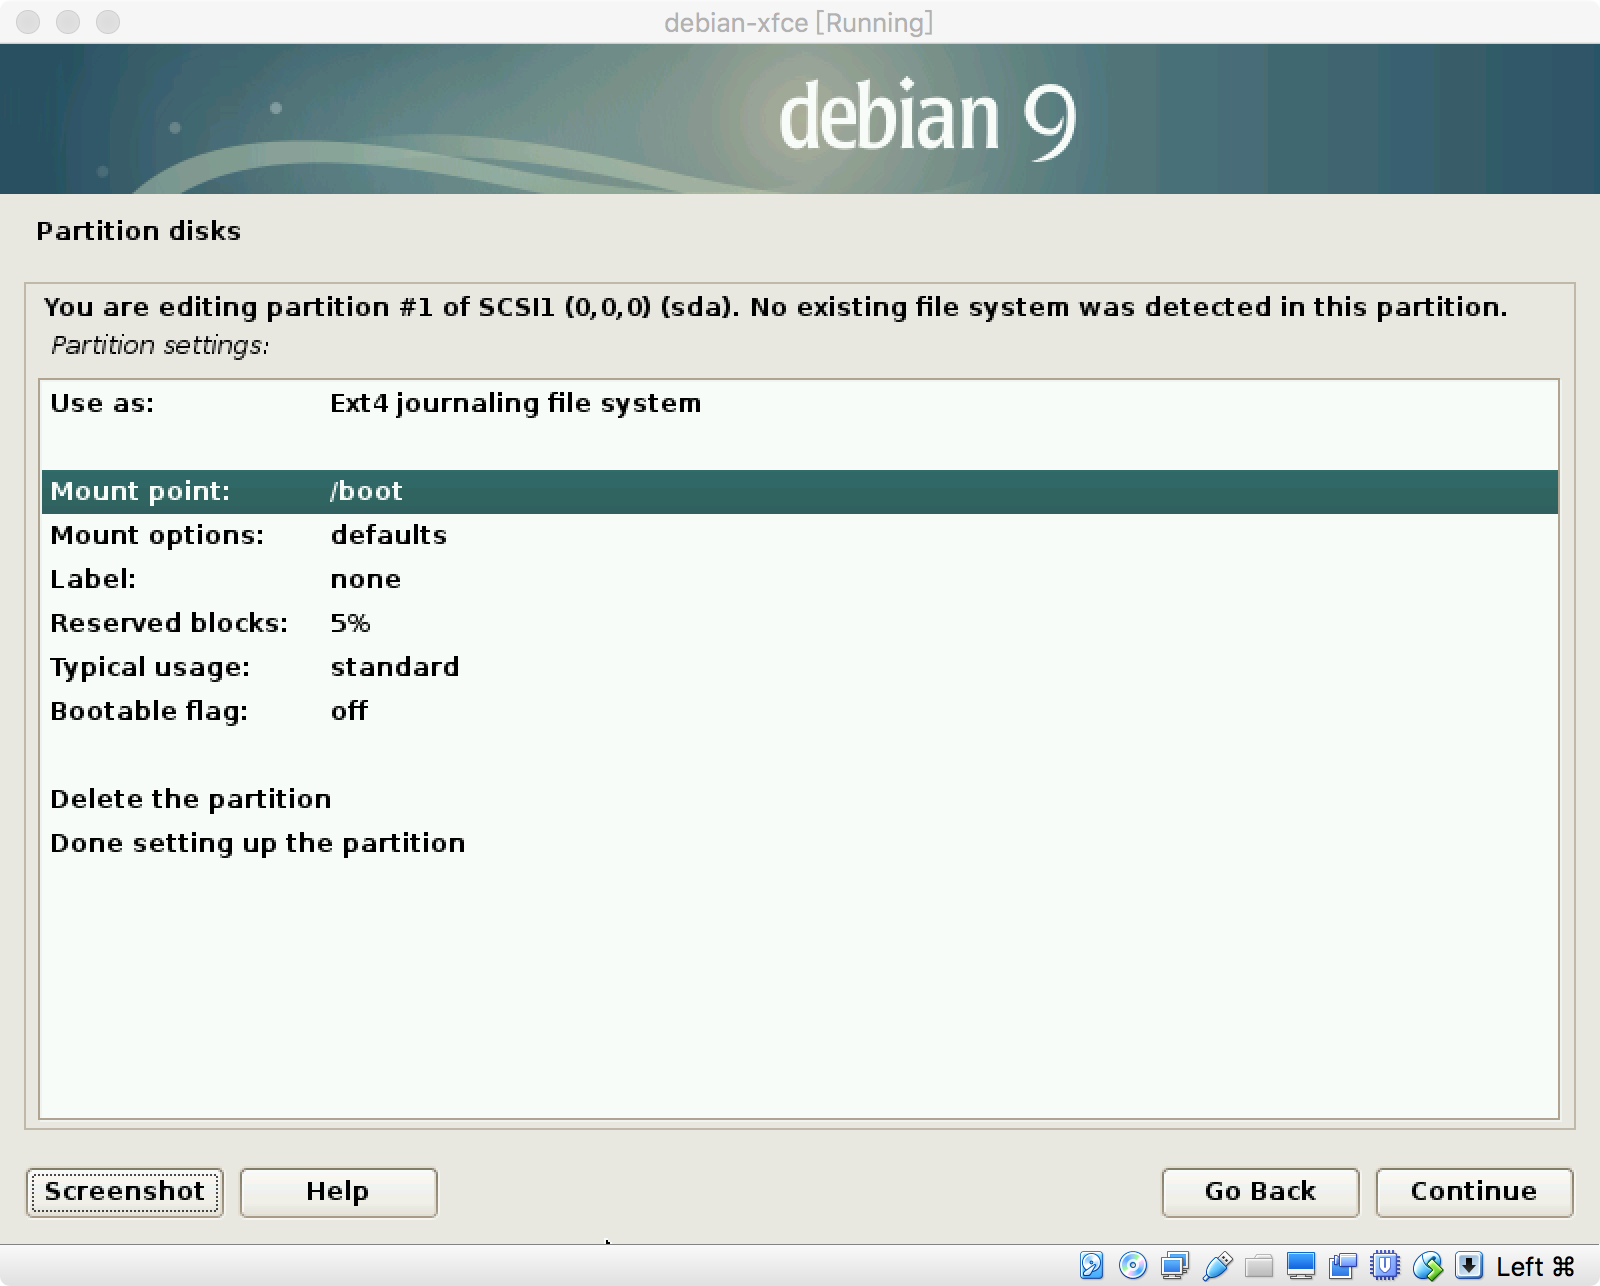 debian-xfce [Running]
debian 9
Partition disks
You are editing partition #1 of SCSI1 (0,0,0) (sda). No existing file system was detected in this partition.
Partition settings:
Use as: Ext4 journaling file system
Mount point: /boot
Mount options: defaults
Label: none
Reserved blocks: 5%
Typical usage: standard
Bootable flag: off
Delete the partition
Done setting up the partition
Screenshot Help Go Back Continue
Left ⌘